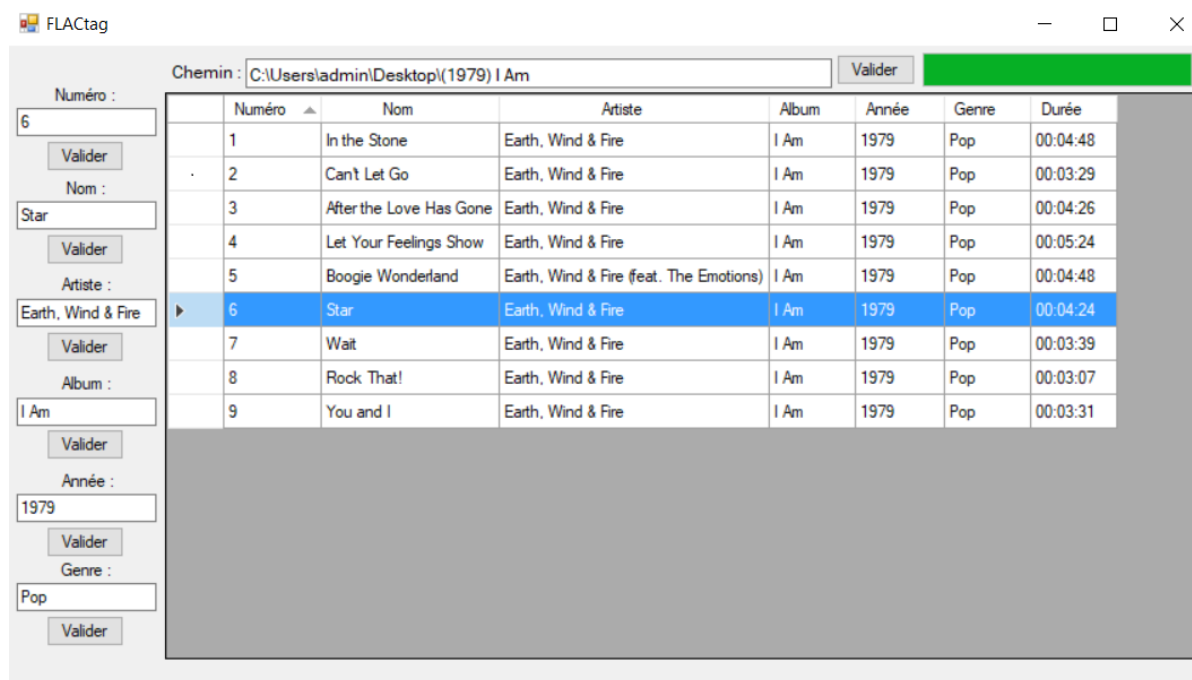 FLACtag
Chemin : C:\Users\admin\Desktop\(1979) I Am Valider
Numéro :
6
Valider
Nom :
Star
Valider
Artiste :
Earth, Wind & Fire
Valider
Album :
I Am
Valider
Année :
1979
Valider
Genre :
Pop
Valider
Numéro Nom Artiste Album Année Genre Durée
1 In the Stone Earth, Wind & Fire I Am 1979 Pop 00:04:48
2 Can't Let Go Earth, Wind & Fire I Am 1979 Pop 00:03:29
3 After the Love Has Gone Earth, Wind & Fire I Am 1979 Pop 00:04:26
4 Let Your Feelings Show Earth, Wind & Fire I Am 1979 Pop 00:05:24
5 Boogie Wonderland Earth, Wind & Fire (feat. The Emotions) I Am 1979 Pop 00:04:48
6 Star Earth, Wind & Fire I Am 1979 Pop 00:04:24
7 Wait Earth, Wind & Fire I Am 1979 Pop 00:03:39
8 Rock That! Earth, Wind & Fire I Am 1979 Pop 00:03:07
9 You and I Earth, Wind & Fire I Am 1979 Pop 00:03:31